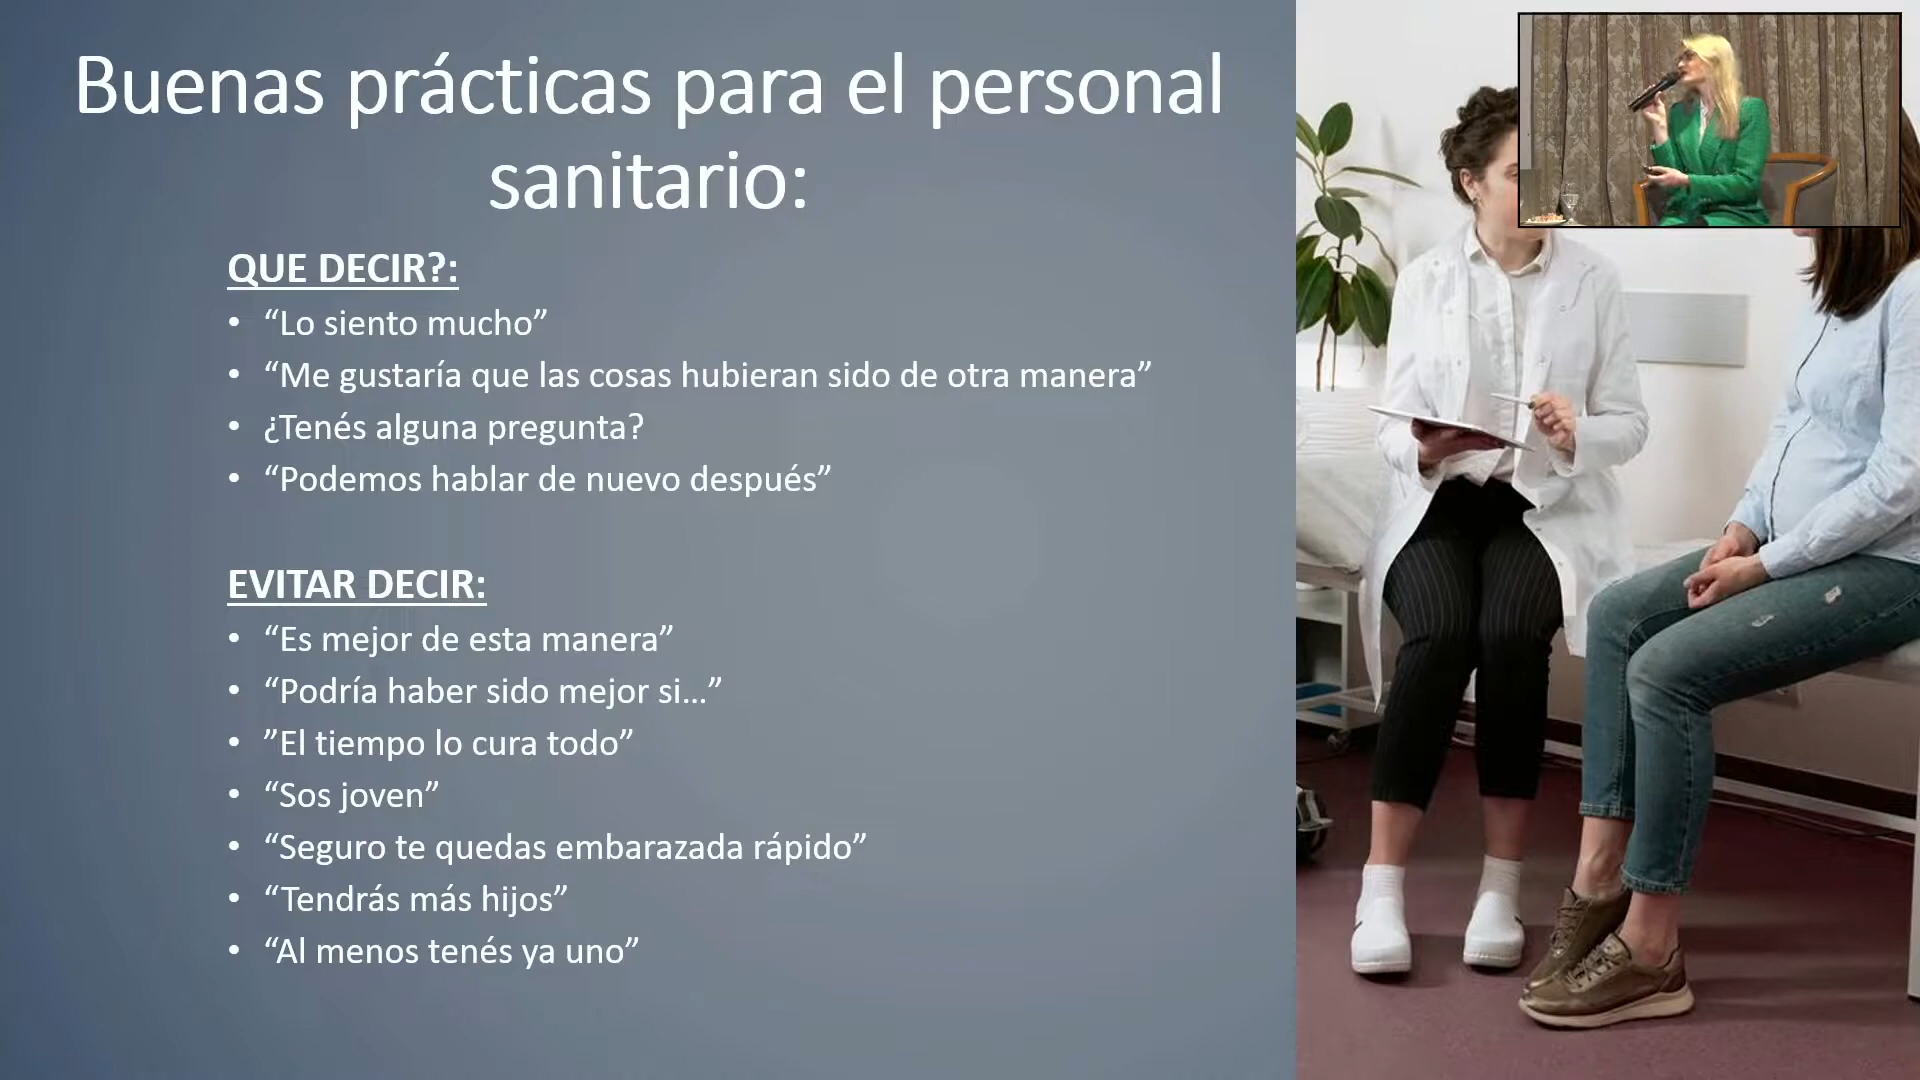 Buenas prácticas para el personal
sanitario:
QUE DECIR?:
• “Lo siento mucho”
• “Me gustaría que las cosas hubieran sido de otra manera”
• ¿Tenés alguna pregunta?
• “Podemos hablar de nuevo después”
EVITAR DECIR:
• “Es mejor de esta manera”
• “Podría haber sido mejor si...”
• ”El tiempo lo cura todo”
• “Sos joven”
• “Seguro te quedas embarazada rápido”
• “Tendrás más hijos”
• “Al menos tenés ya uno”